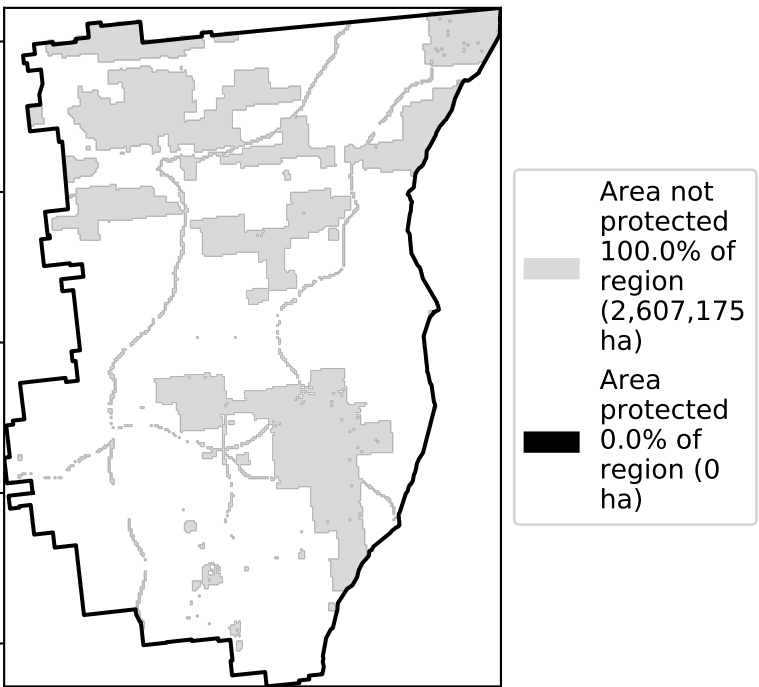 Area not
protected
100.0% of
region
(2,607,175
ha)
Area
protected
0.0% of
region (0
ha)